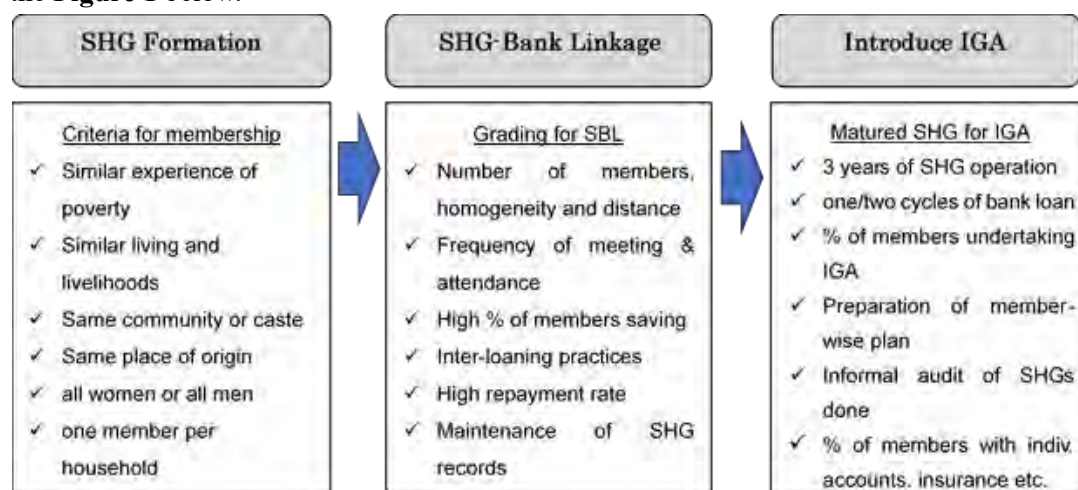 the Figure below.
SHG Formation
Criteria for membership
✓ Similar experience of
poverty
✓ Similar living and
livelihoods
✓ Same community or caste
✓ Same place of origin
✓ all women or all men
✓ one member per
household
SHG-Bank Linkage
Grading for SBL
✓ Number of members,
homogeneity and distance
✓ Frequency of meeting &
attendance
✓ High % of members saving
✓ Inter-loaning practices
✓ High repayment rate
✓ Maintenance of SHG
records
Introduce IGA
Matured SHG for IGA
✓ 3 years of SHG operation
✓ one/two cycles of bank loan
✓ % of members undertaking
IGA
✓ Preparation of member-
wise plan
✓ Informal audit of SHGs
done
✓ % of members with indiv.
accounts, insurance etc.